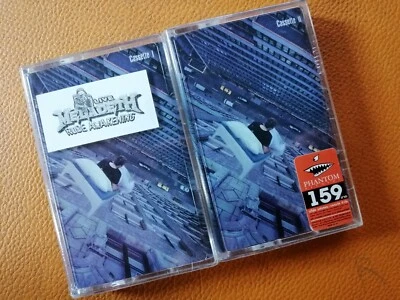 Cassette I
LIVE
MEGADETH
RUDE AWAKENING
Cassette II
PHANTOM
159